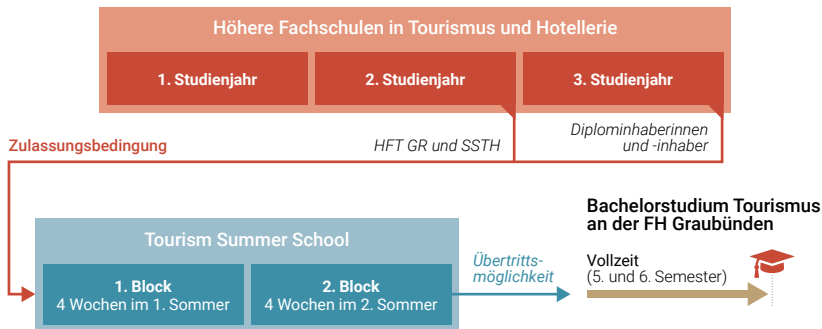 Höhere Fachschulen in Tourismus und Hotellerie
1. Studienjahr
2. Studienjahr
3. Studienjahr
Zulassungsbedingung
HFT GR und SSTH
Diplominhaberinnen
und -inhaber
Tourism Summer School
1. Block
4 Wochen im 1. Sommer
2. Block
4 Wochen im 2. Sommer
Übertritts-
möglichkeit
Bachelorstudium Tourismus
an der FH Graubünden
Vollzeit
(5. und 6. Semester)